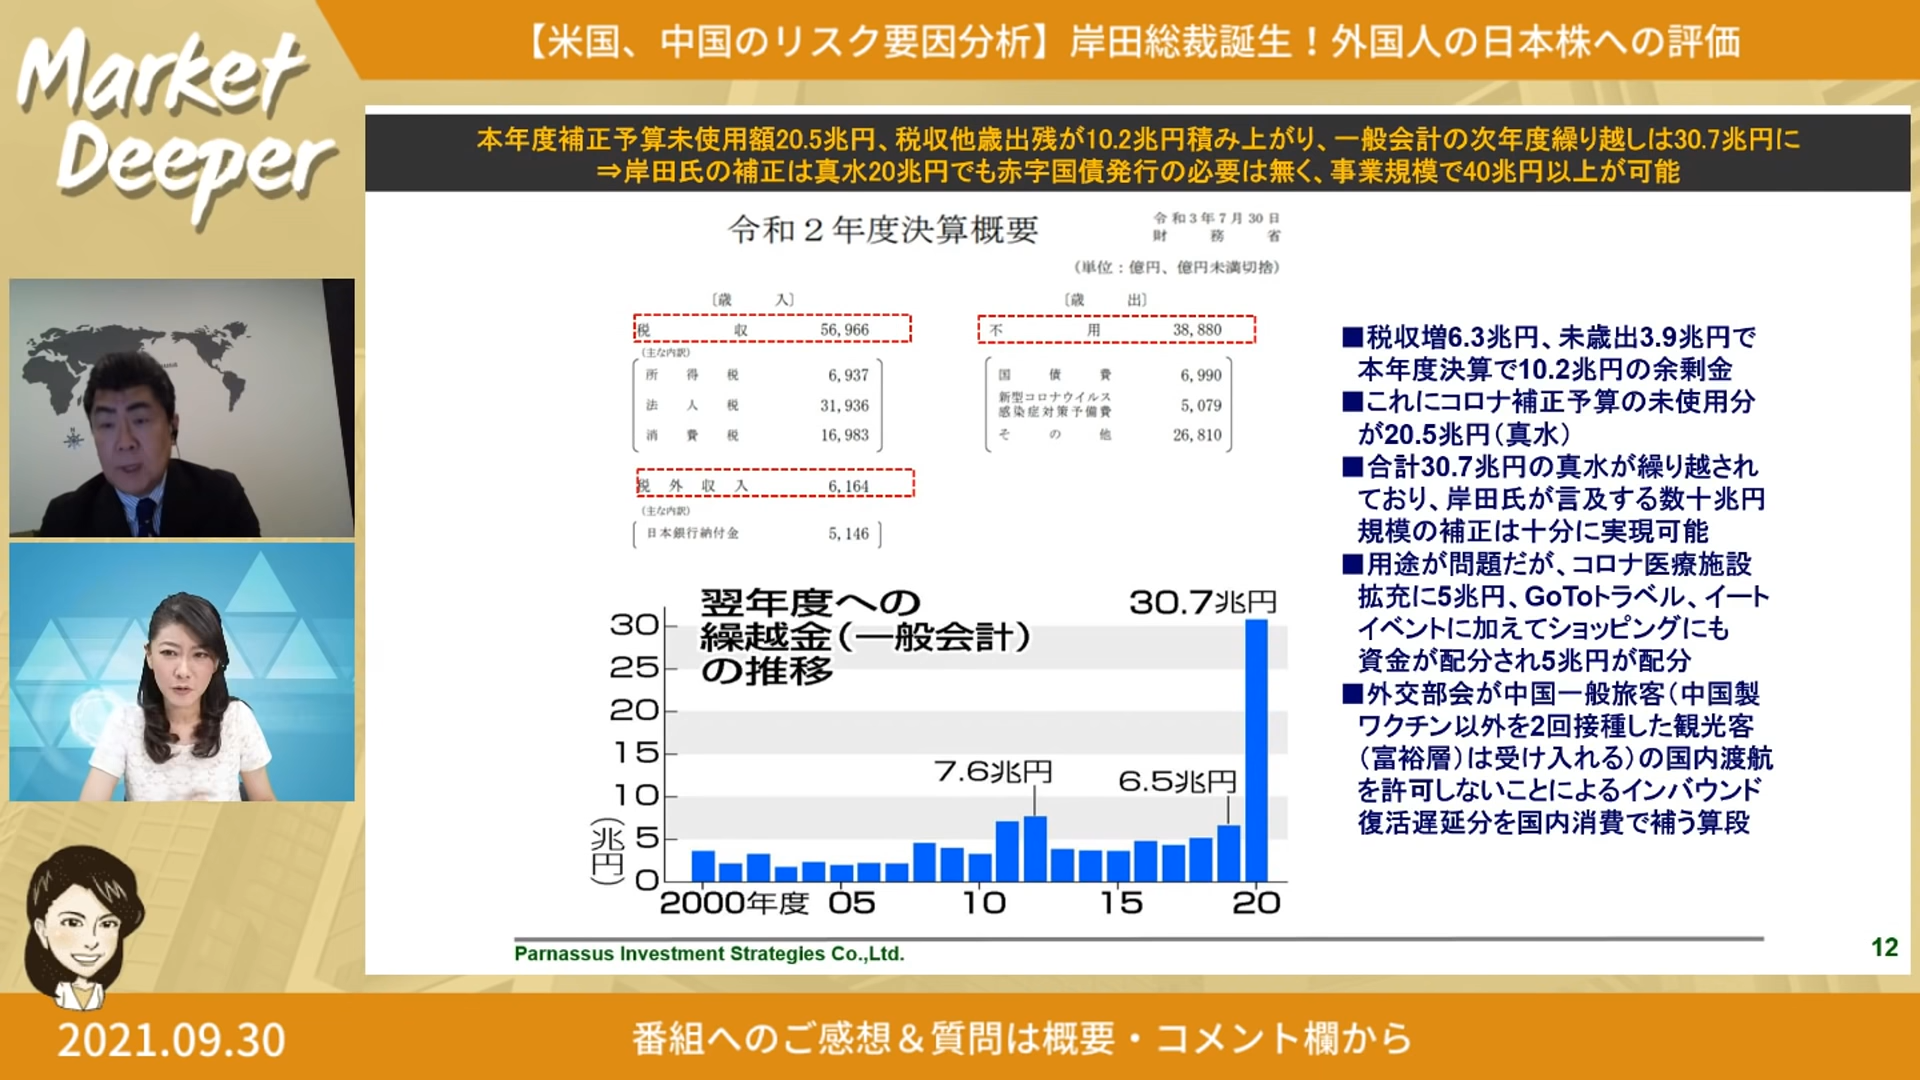 Market
Deeper
【米国、中国のリスク要因分析】岸田総裁誕生！外国人の日本株への評価
本年度補正予算未使用額20.5兆円、税収他歳出残が10.2兆円積み上がり、一般会計の次年度繰り越しは30.7兆円に
⇒岸田氏の補正は真水20兆円でも赤字国債発行の必要は無く、事業規模で40兆円以上が可能
令和２年度決算概要
令和3年7月30日
財務省
（単位：億円、億円未満切捨）
〔歳入〕
税収 56,966
（主な内訳）
所得税 6,937
法人税 31,936
消費税 16,983
税外収入 6,164
（主な内訳）
日本銀行納付金 5,146
〔歳出〕
不用 38,880
国債費 6,990
新型コロナウイルス
感染症対策予備費 5,079
その他 26,810
■税収増6.3兆円、未歳出3.9兆円で
本年度決算で10.2兆円の余剰金
■これにコロナ補正予算の未使用分
が20.5兆円（真水）
■合計30.7兆円の真水が繰り越され
ており、岸田氏が言及する数十兆円
規模の補正は十分に実現可能
■用途が問題だが、コロナ医療施設
拡充に5兆円、GoToトラベル、イート
イベントに加えてショッピングにも
資金が配分され5兆円が配分
■外交部会が中国一般旅客（中国製
ワクチン以外を2回接種した観光客
（富裕層）は受け入れる）の国内渡航
を許可しないことによるインバウンド
復活遅延分を国内消費で補う算段
翌年度への
繰越金（一般会計）
の推移
30.7兆円
7.6兆円
6.5兆円
30
25
20
15
10
5
0
（兆円）
2000年度 05 10 15 20
Parnassus Investment Strategies Co.,Ltd.
12
2021.09.30
番組へのご感想＆質問は概要・コメント欄から